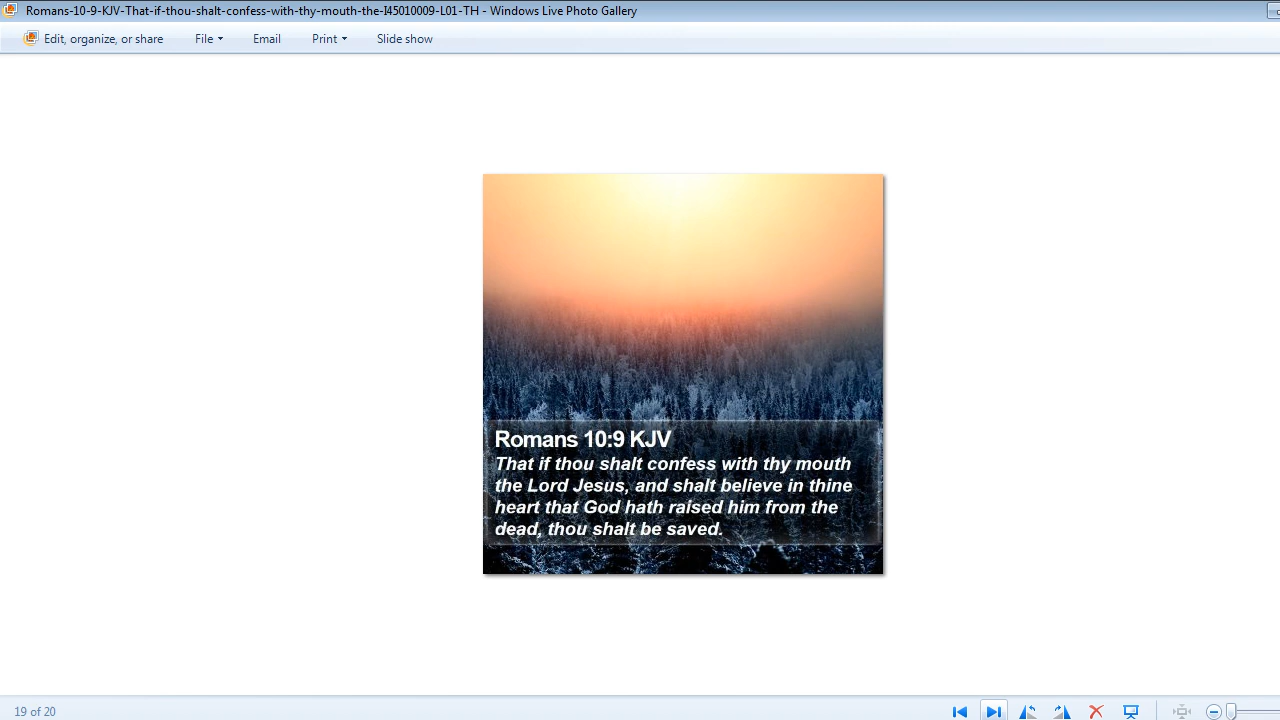 Romans-10-9-KJV-That-if-thou-shalt-confess-with-thy-mouth-the-I45010009-L01-TH - Windows Live Photo Gallery
Edit, organize, or share File Email Print Slide show
Romans 10:9 KJV
That if thou shalt confess with thy mouth
the Lord Jesus, and shalt believe in thine
heart that God hath raised him from the
dead, thou shalt be saved.
19 of 20